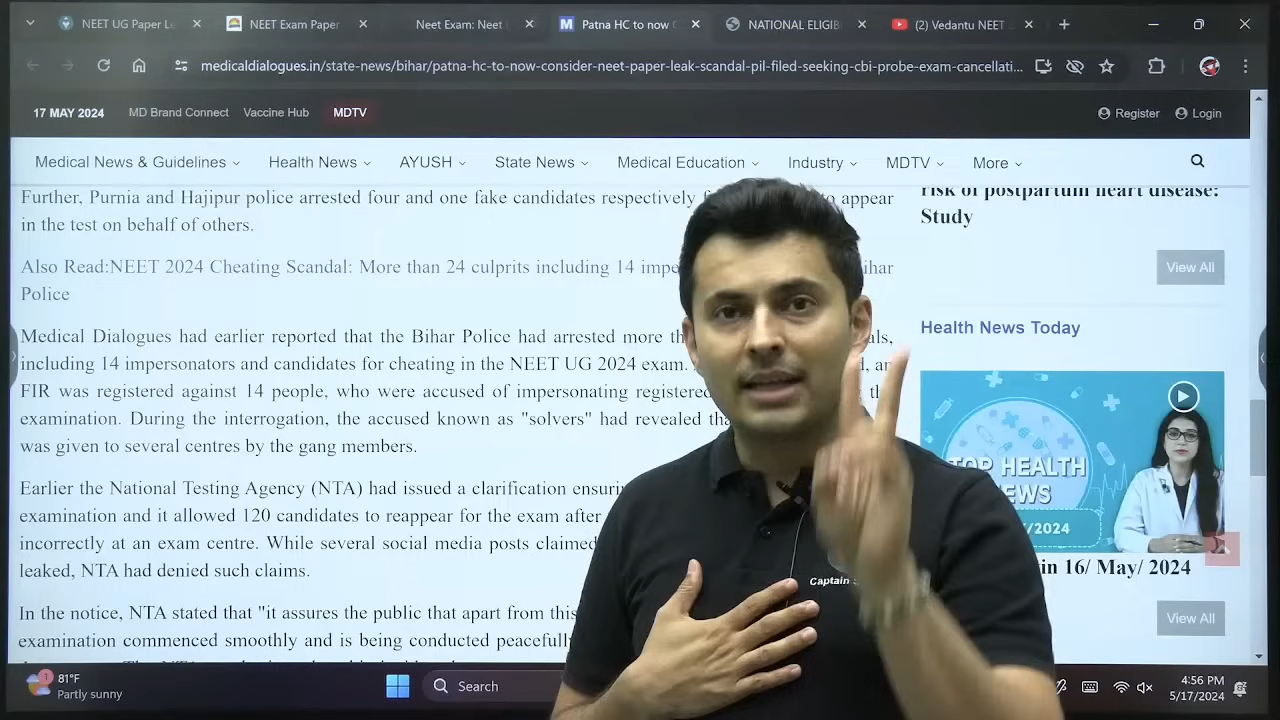 NEET UG Paper Le
NEET Exam Paper
Neet Exam: Neet
Patna HC to now
NATIONAL ELIGIB
(2) Vedantu NEET
medicaldialogues.in/state-news/bihar/patna-hc-to-now-consider-neet-paper-leak-scandal-pil-filed-seeking-cbi-probe-exam-cancellati...
17 MAY 2024 MD Brand Connect Vaccine Hub MDTV Register Login
Medical News & Guidelines Health News AYUSH State News Medical Education Industry MDTV More
Further, Purnia and Hajipur police arrested four and one fake candidates respectively appear
in the test on behalf of others.
Also Read:NEET 2024 Cheating Scandal: More than 24 culprits including 14 impe ihar
Police
Medical Dialogues had earlier reported that the Bihar Police had arrested more th als,
including 14 impersonators and candidates for cheating in the NEET UG 2024 exam. d, an
FIR was registered against 14 people, who were accused of impersonating registered th
examination. During the interrogation, the accused known as "solvers" had revealed tha
was given to several centres by the gang members.
Earlier the National Testing Agency (NTA) had issued a clarification ensurin
examination and it allowed 120 candidates to reappear for the exam after
incorrectly at an exam centre. While several social media posts claimed
leaked, NTA had denied such claims.
In the notice, NTA stated that "it assures the public that apart from this
examination commenced smoothly and is being conducted peacefull
risk of postpartum heart disease:
Study
View All
Health News Today
TOP HEALTH
NEWS
/2024
in 16/ May/ 2024
View All
Captain
81°F
Partly sunny
Search
4:56 PM
5/17/2024